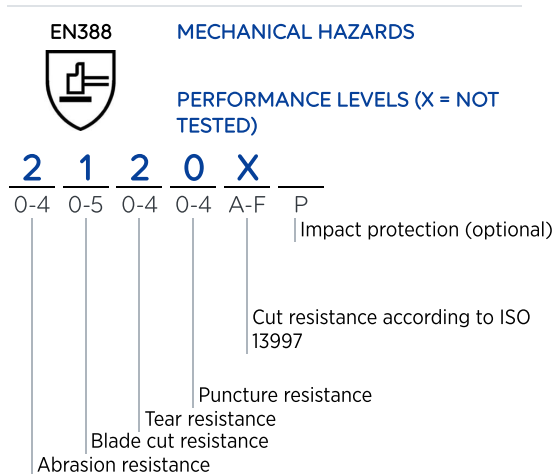 EN388
MECHANICAL HAZARDS
PERFORMANCE LEVELS (X = NOT
TESTED)
2 1 2 0 X
0-4 0-5 0-4 0-4 A-F P
Impact protection (optional)
Cut resistance according to ISO
13997
Puncture resistance
Tear resistance
Blade cut resistance
Abrasion resistance